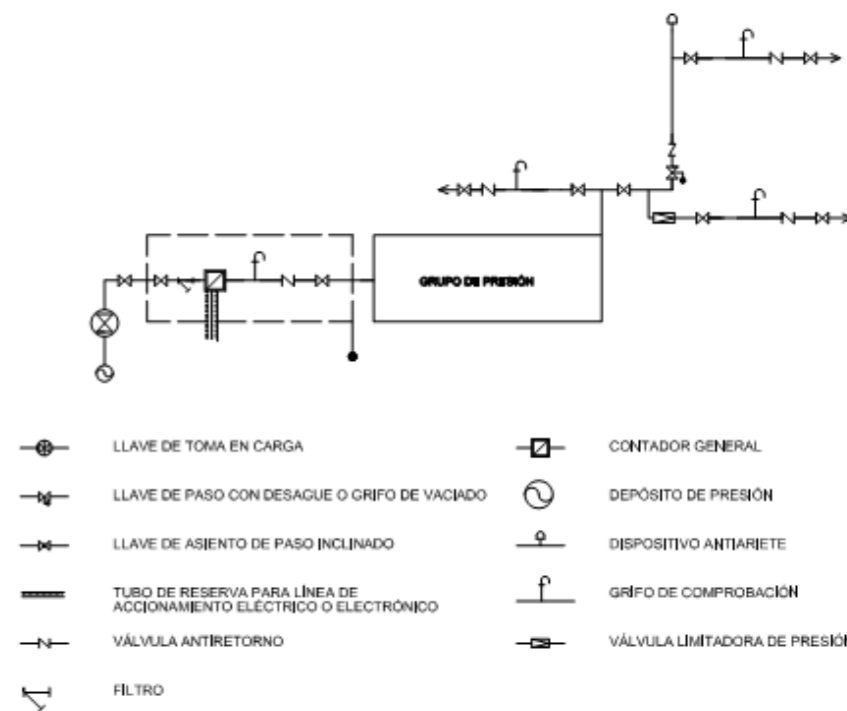 GRUPO DE PRESIÓN
LLAVE DE TOMA EN CARGA
LLAVE DE PASO CON DESAGUE O GRIFO DE VACIADO
LLAVE DE ASIENTO DE PASO INCLINADO
TUBO DE RESERVA PARA LÍNEA DE
ACCIONAMIENTO ELÉCTRICO O ELECTRÓNICO
VÁLVULA ANTIRETORNO
FILTRO
CONTADOR GENERAL
DEPÓSITO DE PRESIÓN
DISPOSITIVO ANTIARIETE
GRIFO DE COMPROBACIÓN
VÁLVULA LIMITADORA DE PRESIÓN